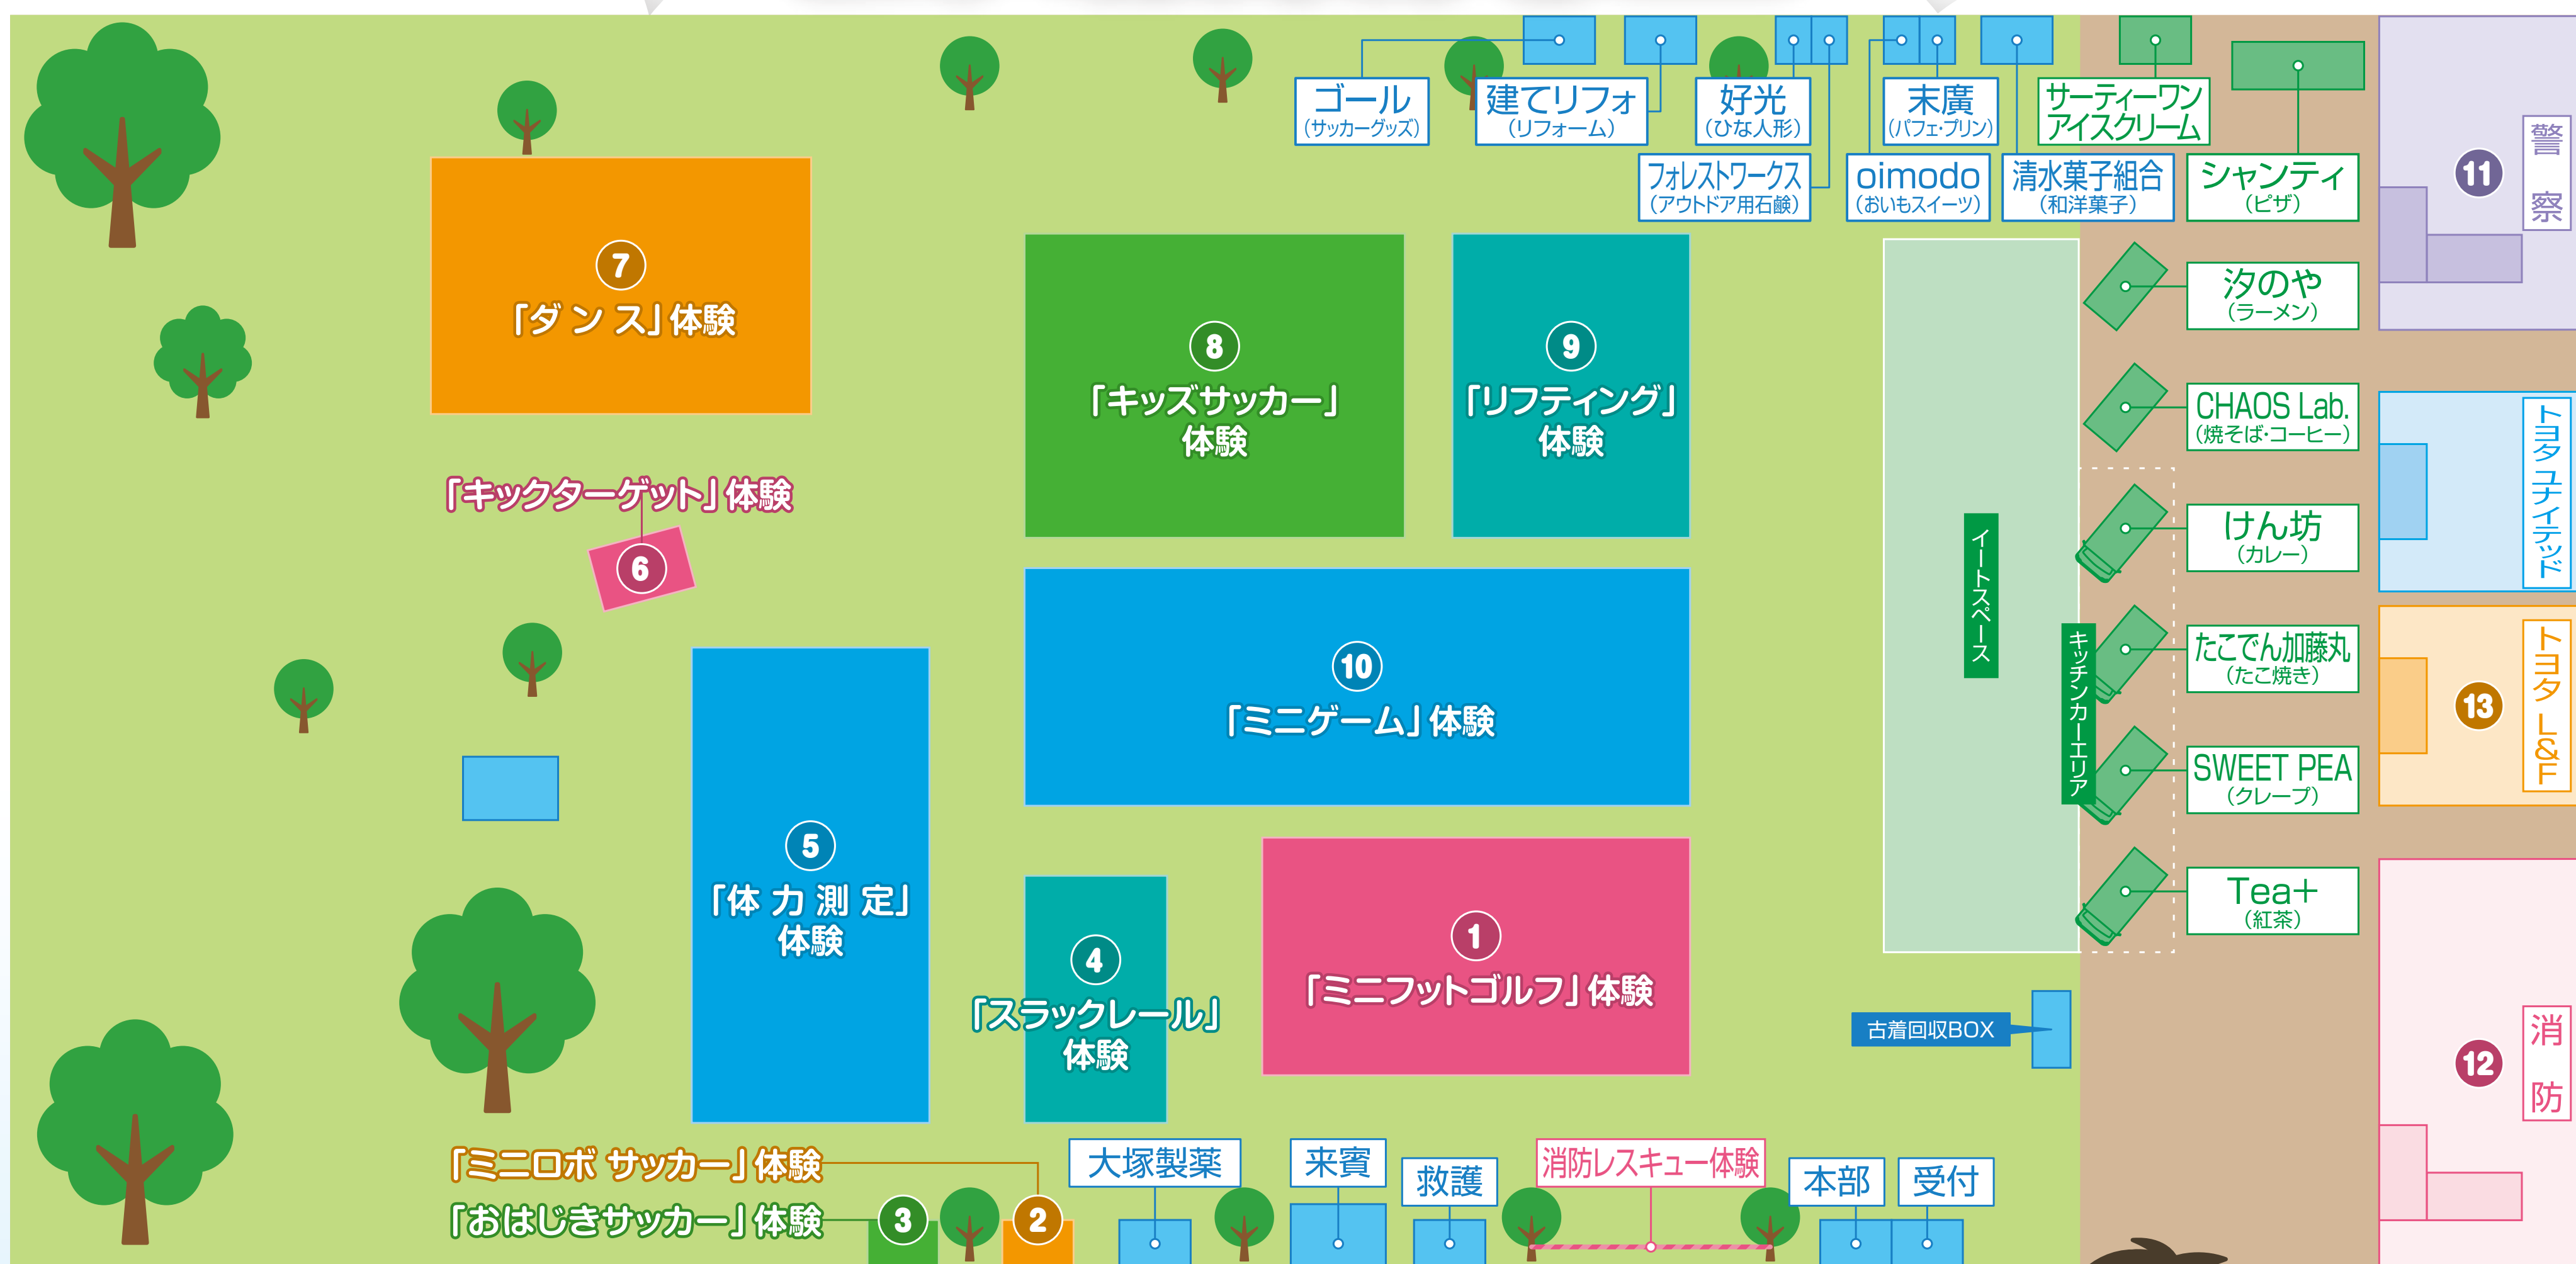 ゴール
(サッカーグッズ)
建てリフォ
(リフォーム)
好光
(ひな人形)
末廣
(パフェ・プリン)
サーティーワン
アイスクリーム
フォレストワークス
(アウトドア用石鹸)
oimodo
(おいもスイーツ)
清水菓子組合
(和洋菓子)
シャンティ
(ピザ)
11
警察
7
「ダンス」体験
8
「キッズサッカー」
体験
9
「リフティング」
体験
汐のや
(ラーメン)
CHAOS Lab.
(焼そば・コーヒー)
トヨタ ユナイテッド
「キックターゲット」体験
6
イートスペース
けん坊
(カレー)
10
「ミニゲーム」体験
キッチンカーエリア
たこでん加藤丸
(たこ焼き)
13
トヨタ L&F
SWEET PEA
(クレープ)
5
「体力測定」
体験
4
「スラックレール」
体験
1
「ミニフットゴルフ」体験
Tea+
(紅茶)
古着回収BOX
12
消防
「ミニロボ サッカー」体験
2
「おはじきサッカー」体験
3
大塚製薬
来賓
救護
消防レスキュー体験
本部
受付